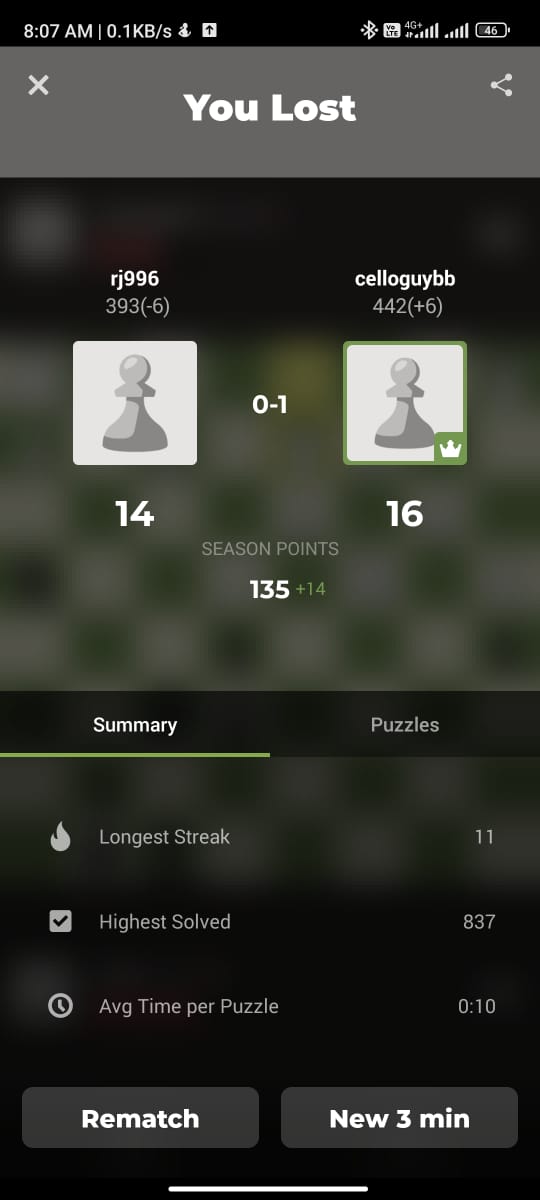 8:07 AM | 0.1KB/s
Vo LTE 4G+ 46
You Lost
rj996 celloguybb
393(-6) 442(+6)
0-1
14 16
SEASON POINTS
135 +14
Summary Puzzles
Longest Streak 11
Highest Solved 837
Avg Time per Puzzle 0:10
Rematch New 3 min